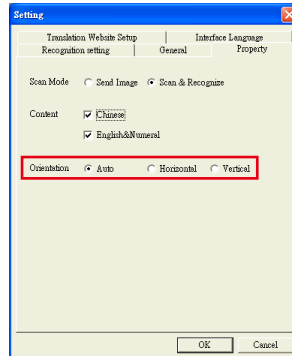 Setting
Translation Website Setup
Interface Language
Recognition setting
General
Property
Scan Mode
Send Image
Scan & Recognize
Content
Chinese
English&Numeral
Orientation
Auto
Horizontal
Vertical
OK
Cancel